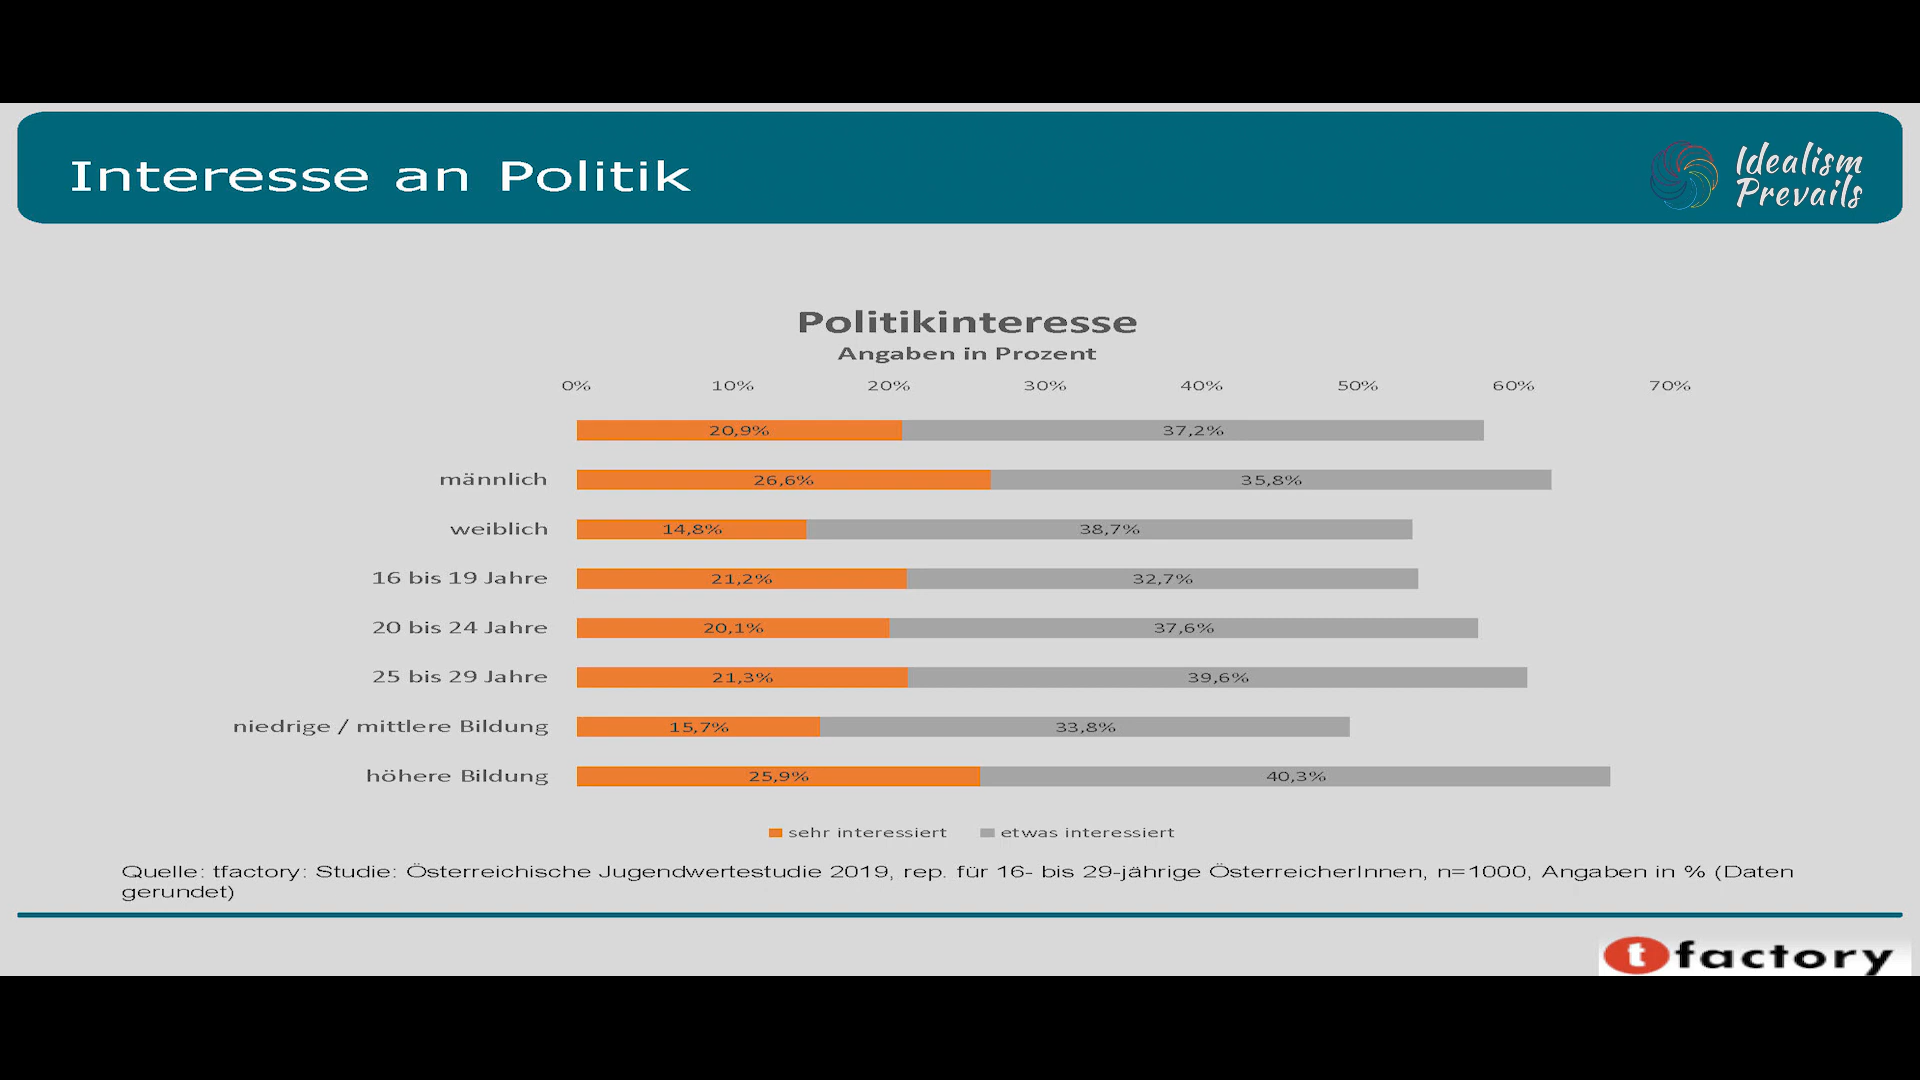 Interesse an Politik
Idealism
Prevails
Politikinteresse
Angaben in Prozent
0% 10% 20% 30% 40% 50% 60% 70%
20,9% 37,2%
männlich 26,6% 35,8%
weiblich 14,8% 38,7%
16 bis 19 Jahre 21,2% 32,7%
20 bis 24 Jahre 20,1% 37,6%
25 bis 29 Jahre 21,3% 39,6%
niedrige / mittlere Bildung 15,7% 33,8%
höhere Bildung 25,9% 40,3%
sehr interessiert etwas interessiert
Quelle: tfactory: Studie: Österreichische Jugendwertestudie 2019, rep. für 16- bis 29-jährige ÖsterreicherInnen, n=1000, Angaben in % (Daten
gerundet)
tfactory